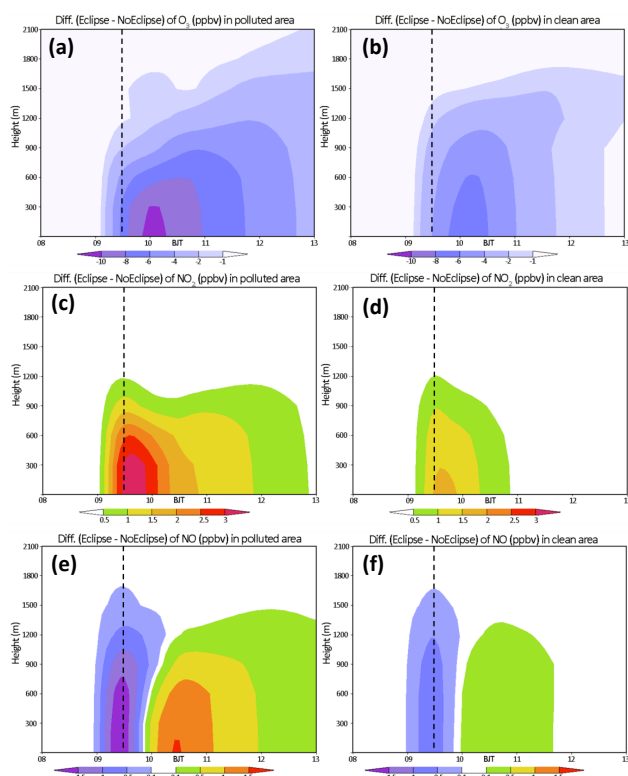 Diff. (Eclipse - NoEclipse) of O3 (ppbv) in polluted area
Diff. (Eclipse - NoEclipse) of O3 (ppbv) in clean area
(a)
(b)
Height (m)
2100
1800
1500
1200
900
600
300
08 09 10 BJT 11 12 13
-10 -8 -6 -4 -2 -1
Height (m)
2100
1800
1500
1200
900
600
300
08 09 10 BJT 11 12 13
-10 -8 -6 -4 -2 -1
Diff. (Eclipse - NoEclipse) of NO2 (ppbv) in polluted area
Diff. (Eclipse - NoEclipse) of NO2 (ppbv) in clean area
(c)
(d)
Height (m)
2100
1800
1500
1200
900
600
300
08 09 10 BJT 11 12 13
0.5 1 1.5 2 2.5 3
Height (m)
2100
1800
1500
1200
900
600
300
08 09 10 BJT 11 12 13
0.5 1 1.5 2 2.5 3
Diff. (Eclipse - NoEclipse) of NO (ppbv) in polluted area
Diff. (Eclipse - NoEclipse) of NO (ppbv) in clean area
(e)
(f)
Height (m)
2100
1800
1500
1200
900
600
300
08 09 10 BJT 11 12 13
Height (m)
2100
1800
1500
1200
900
600
300
08 09 10 BJT 11 12 13